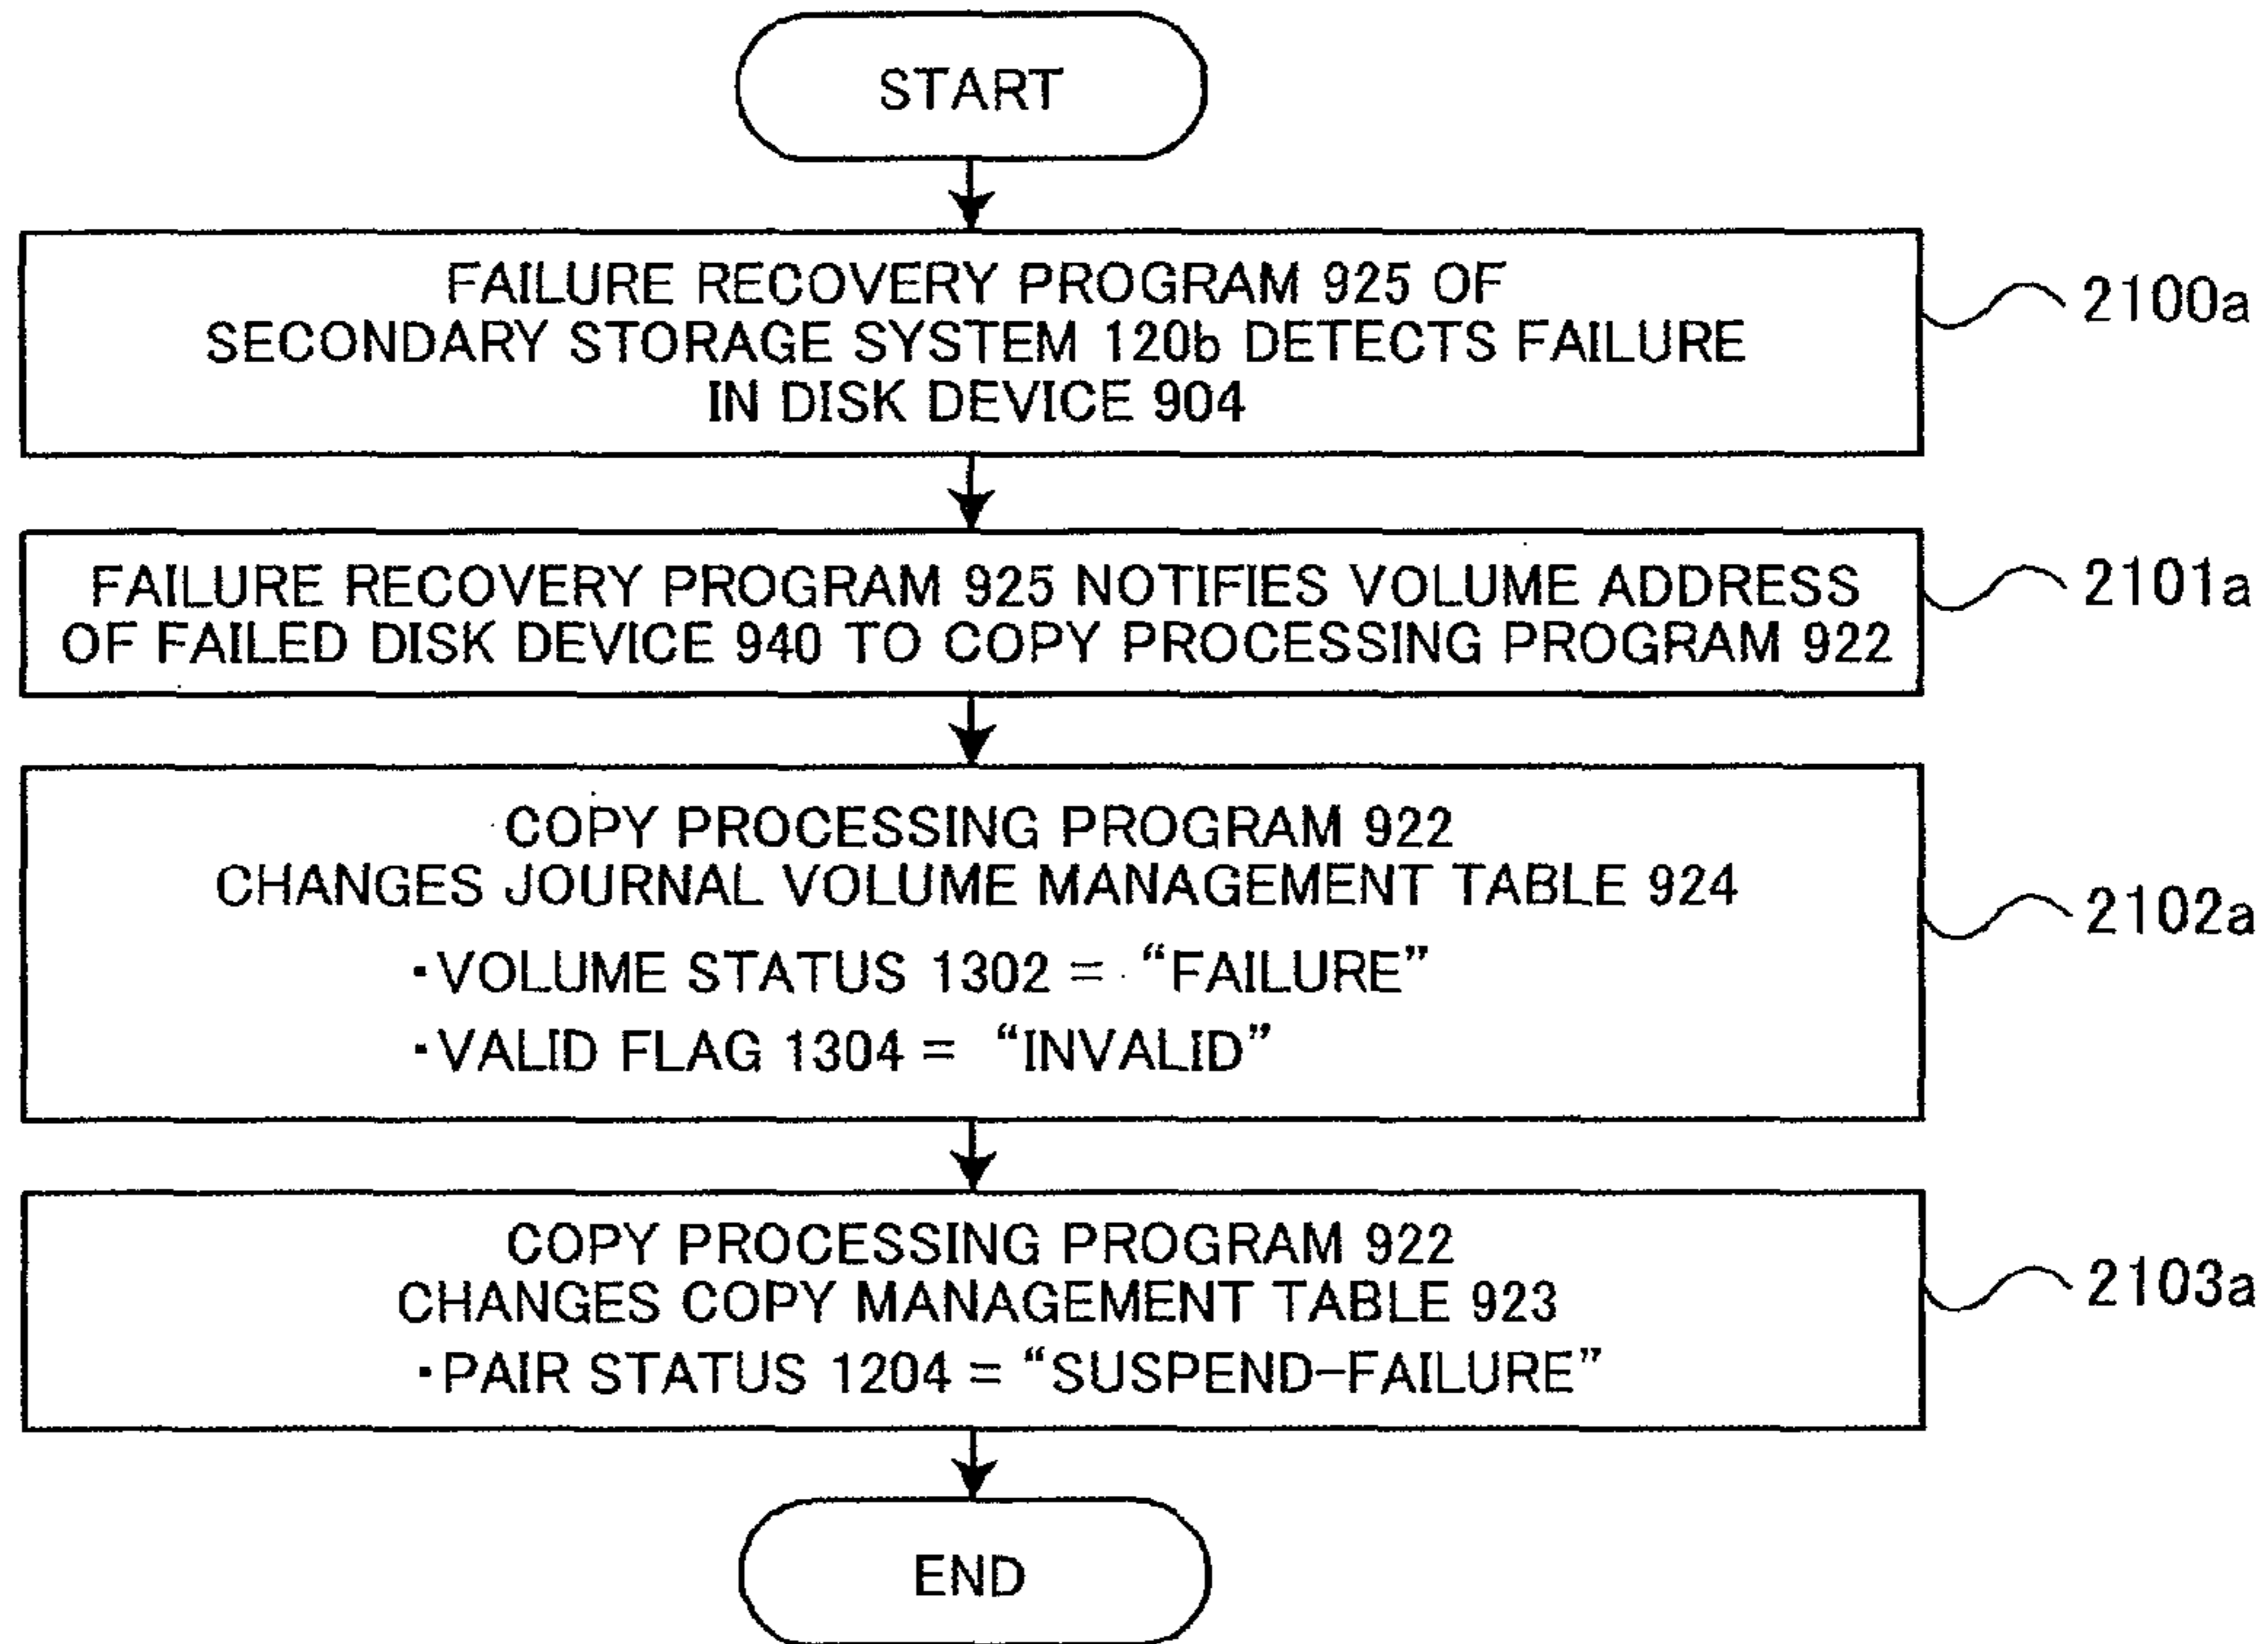 START
FAILURE RECOVERY PROGRAM 925 OF
SECONDARY STORAGE SYSTEM 120b DETECTS FAILURE
IN DISK DEVICE 904
2100a
FAILURE RECOVERY PROGRAM 925 NOTIFIES VOLUME ADDRESS
OF FAILED DISK DEVICE 940 TO COPY PROCESSING PROGRAM 922
2101a
COPY PROCESSING PROGRAM 922
CHANGES JOURNAL VOLUME MANAGEMENT TABLE 924
・VOLUME STATUS 1302 = “FAILURE”
・VALID FLAG 1304 = “INVALID”
2102a
COPY PROCESSING PROGRAM 922
CHANGES COPY MANAGEMENT TABLE 923
・PAIR STATUS 1204 = “SUSPEND-FAILURE”
2103a
END